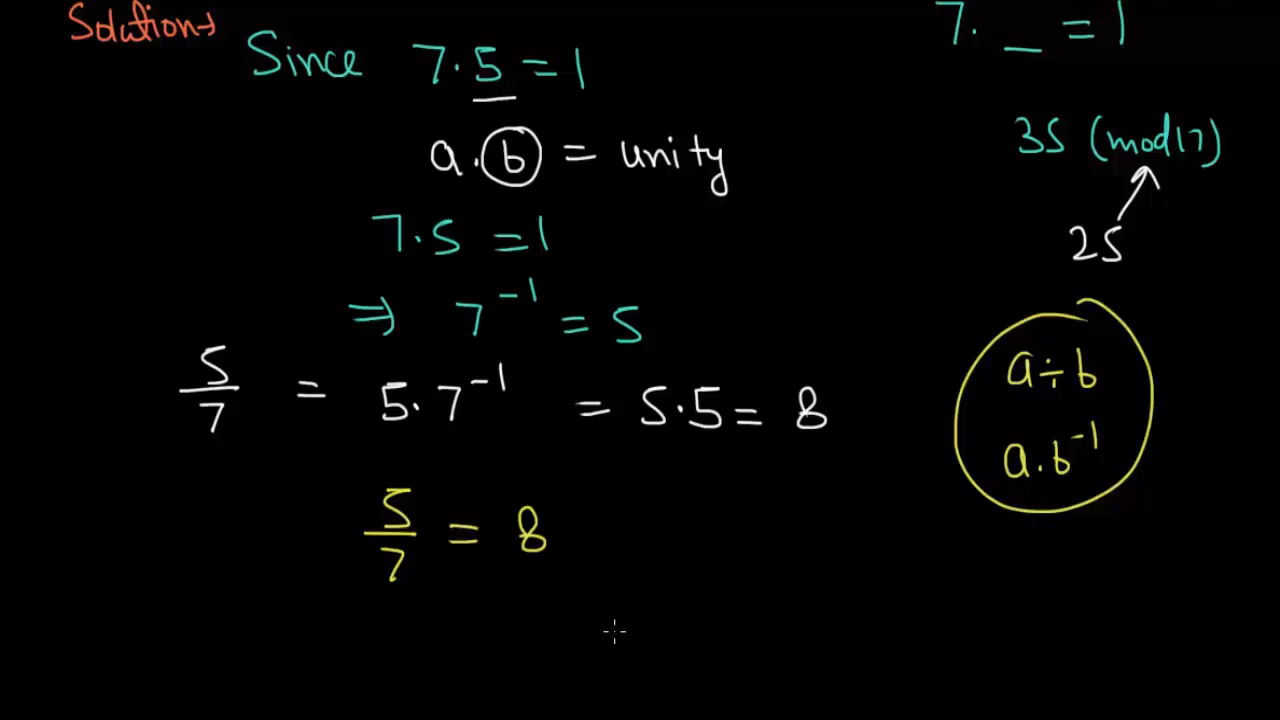 Solution→
7. _ = 1
Since 7.5 = 1
35 (mod 17)
a.b = unity
7.5 = 1
25
⇒ 7⁻¹ = 5
5/7 = 5.7⁻¹ = 5.5 = 8
a÷b
a.b⁻¹
5/7 = 8